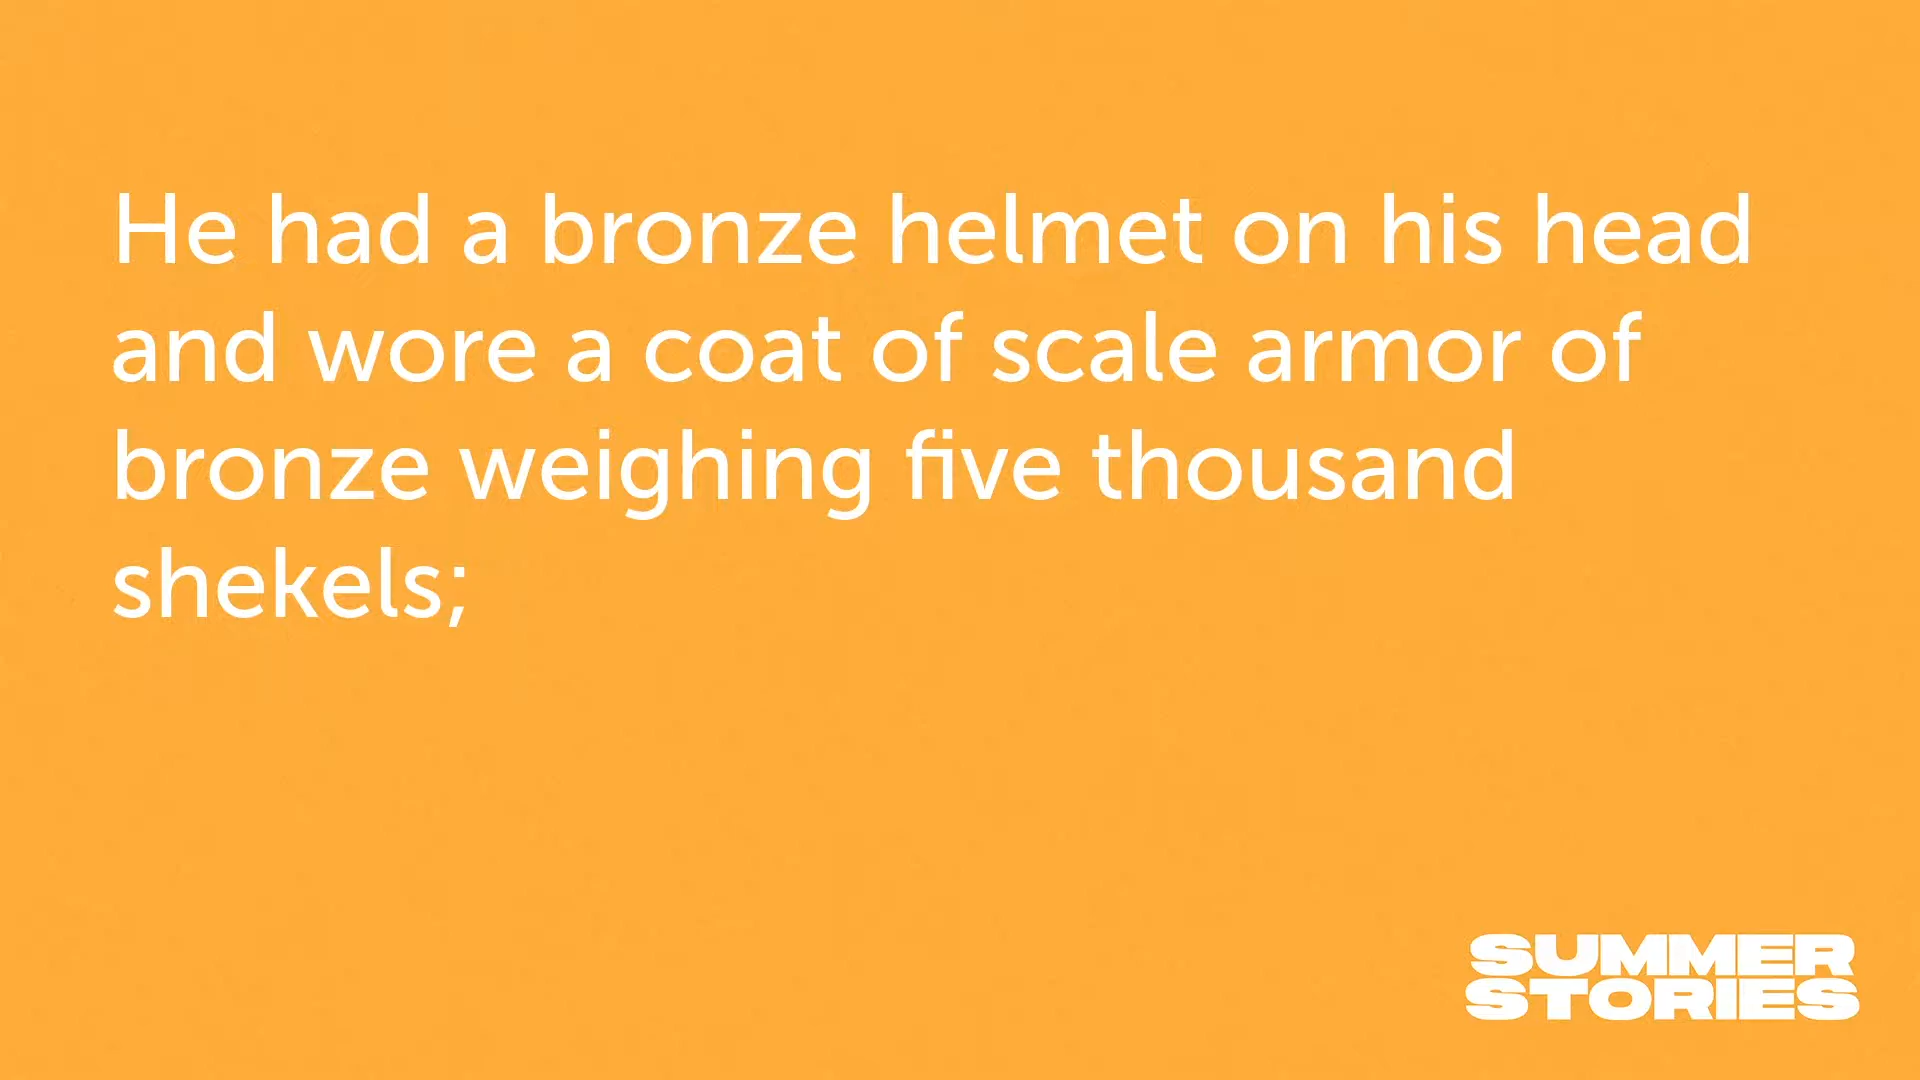 He had a bronze helmet on his head
and wore a coat of scale armor of
bronze weighing five thousand
shekels;
SUMMER
STORIES